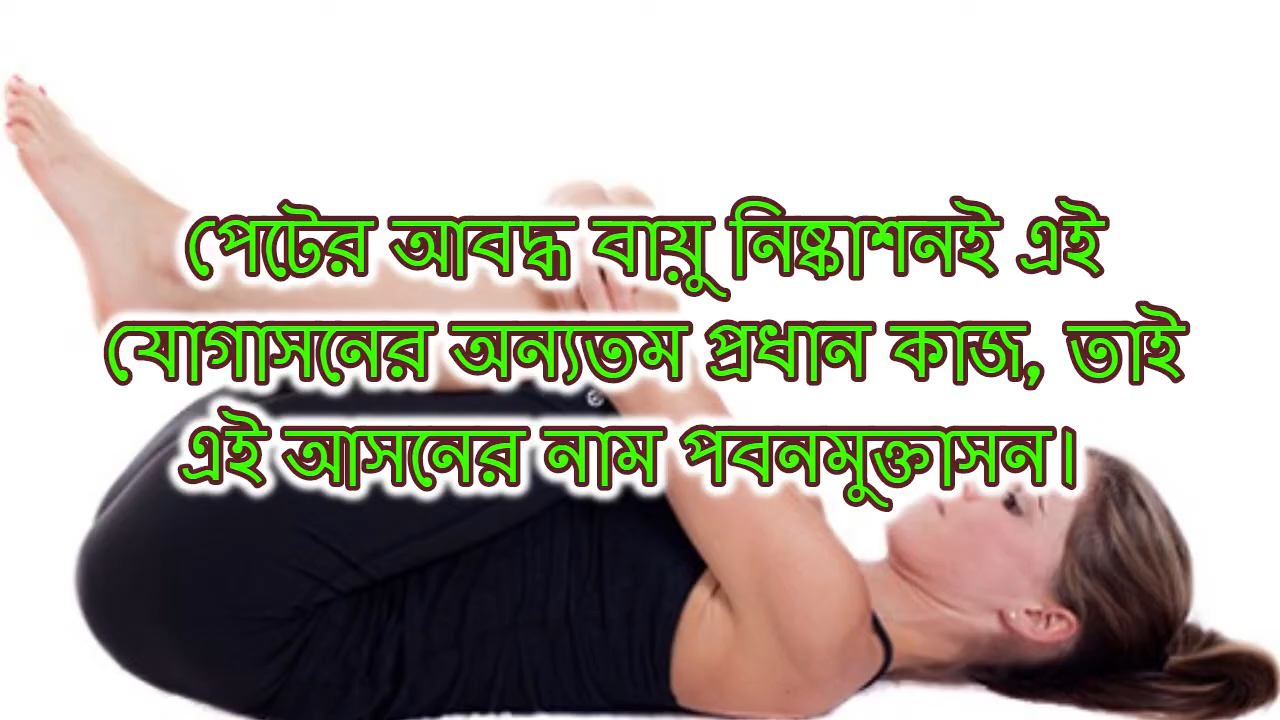 পেটের আবদ্ধ বায়ু নিষ্কাশনই এই
যোগাসনের অন্যতম প্রধান কাজ, তাই
এই আসনের নাম পবনমুক্তাসন।